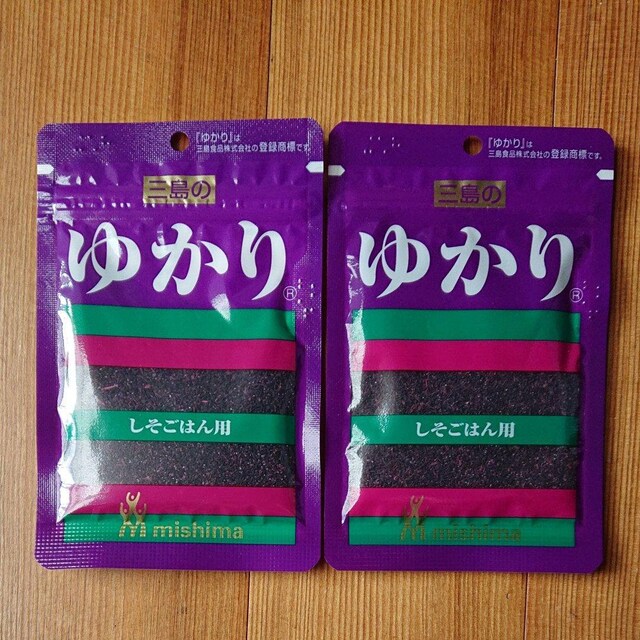 『ゆかり』は
三島食品株式会社の登録商標です。
三島の
ゆかり®
しそごはん用
mishima
『ゆかり』は
三島食品株式会社の登録商標です。
三島の
ゆかり®
しそごはん用
mishima